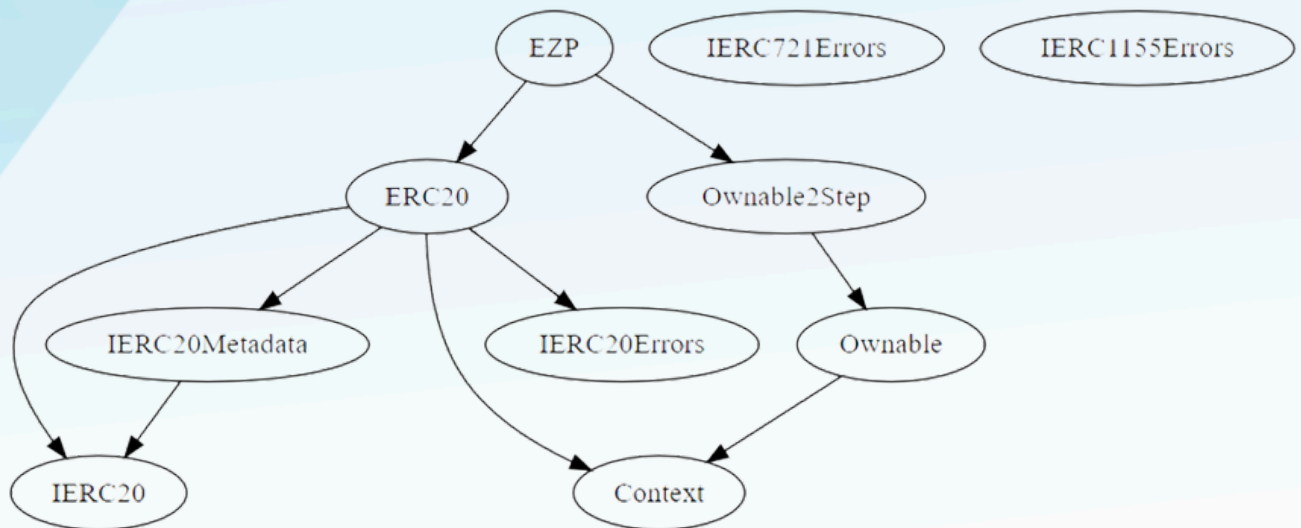 EZP IERC721Errors IERC1155Errors
ERC20 Ownable2Step
IERC20Metadata IERC20Errors Ownable
IERC20 Context